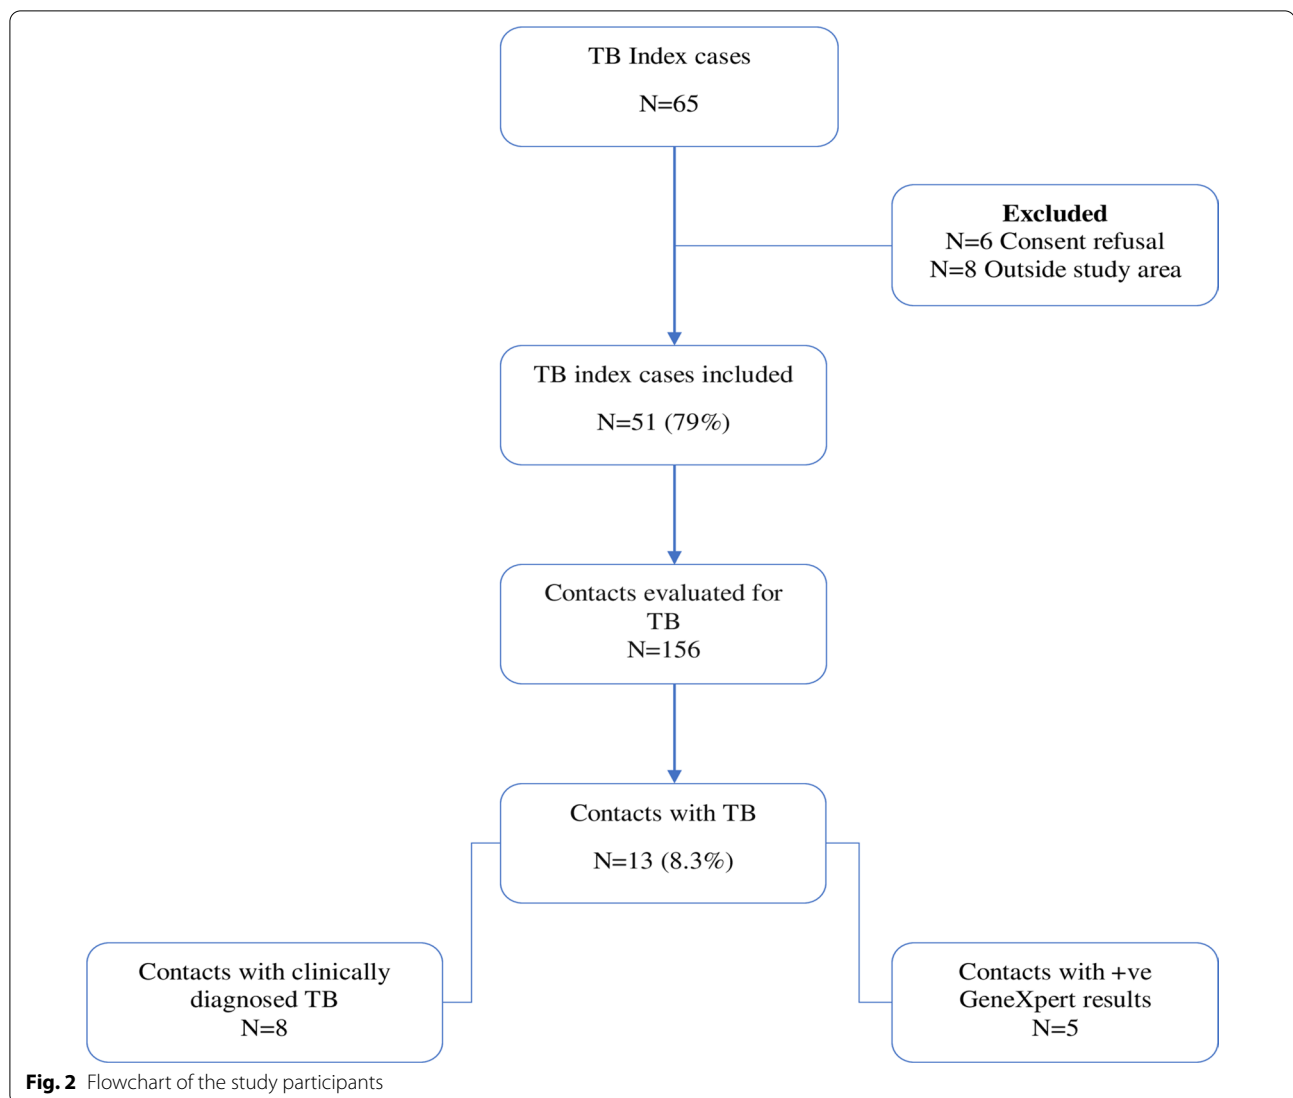 TB Index cases
N=65
Excluded
N=6 Consent refusal
N=8 Outside study area
TB index cases included
N=51 (79%)
Contacts evaluated for
TB
N=156
Contacts with TB
N=13 (8.3%)
Contacts with clinically
diagnosed TB
N=8
Contacts with +ve
GeneXpert results
N=5
Fig. 2 Flowchart of the study participants